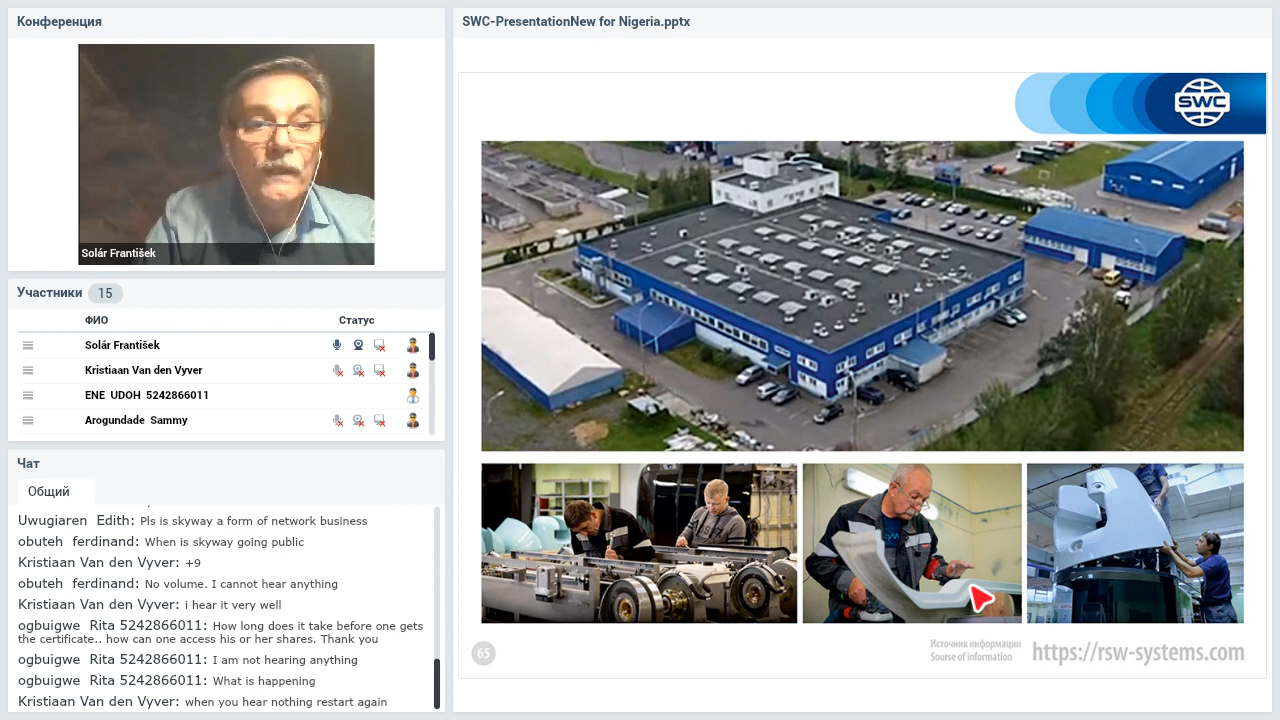 Конференция
Solár František
Участники 15
ФИО Статус
Solár František
Kristiaan Van den Vyver
ENE UDOH 5242866011
Arogundade Sammy
Чат
Общий
Uwugiaren Edith: Pls is skyway a form of network business
obuteh ferdinand: When is skyway going public
Kristiaan Van den Vyver: +9
obuteh ferdinand: No volume. I cannot hear anything
Kristiaan Van den Vyver: i hear it very well
ogbuigwe Rita 5242866011: How long does it take before one gets
the certificate.. how can one access his or her shares. Thank you
ogbuigwe Rita 5242866011: I am not hearing anything
ogbuigwe Rita 5242866011: What is happening
Kristiaan Van den Vyver: when you hear nothing restart again
SWC-PresentationNew for Nigeria.pptx
SWC
65
Источник информации
Sourse of information
https://rsw-systems.com